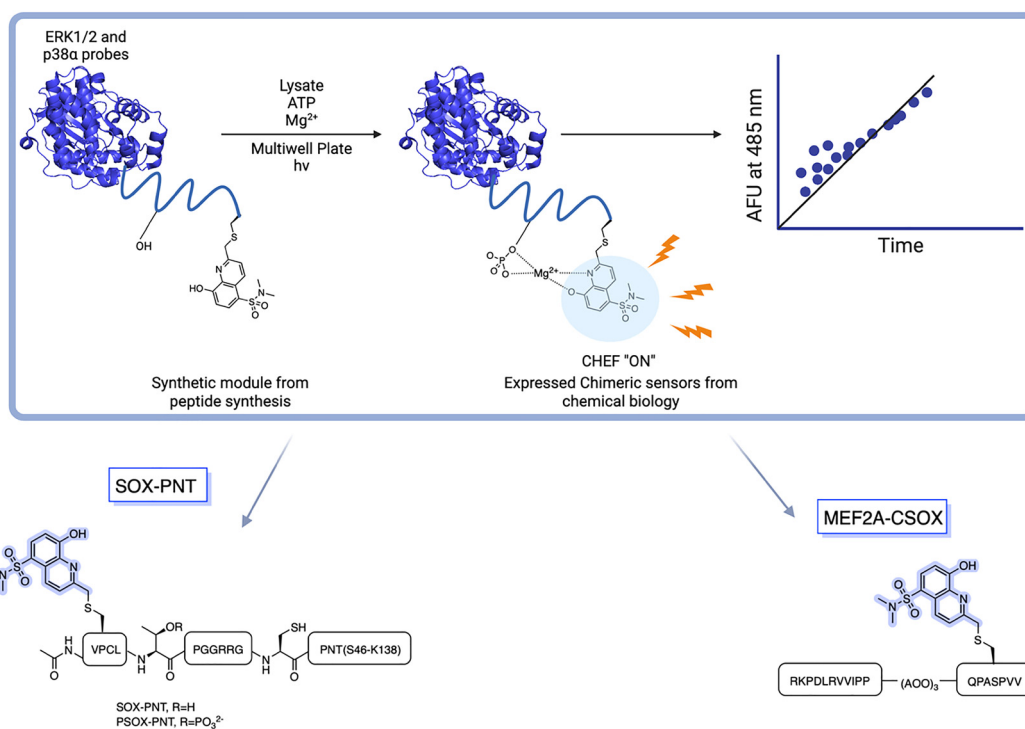 ERK1/2 and
p38α probes
Lysate
ATP
Mg²⁺
Multiwell Plate
hν
OH
S
N
HO
S
N
O
O
O
O
P
O
O
Mg²⁺
S
N
O
S
N
O
O
CHEF "ON"
AFU at 485 nm
Time
Synthetic module from
peptide synthesis
Expressed Chimeric sensors from
chemical biology
SOX-PNT
MEF2A-CSOX
OH
O
S
N
N
O
S
OR
SH
H
N
VPCL
N
H
PGGRRG
N
H
PNT(S46-K138)
O
O
O
SOX-PNT, R=H
PSOX-PNT, R=PO₃²⁻
OH
O
S
N
N
O
S
RKPDLRVVIPP
(AOO)₃
QPASPVV